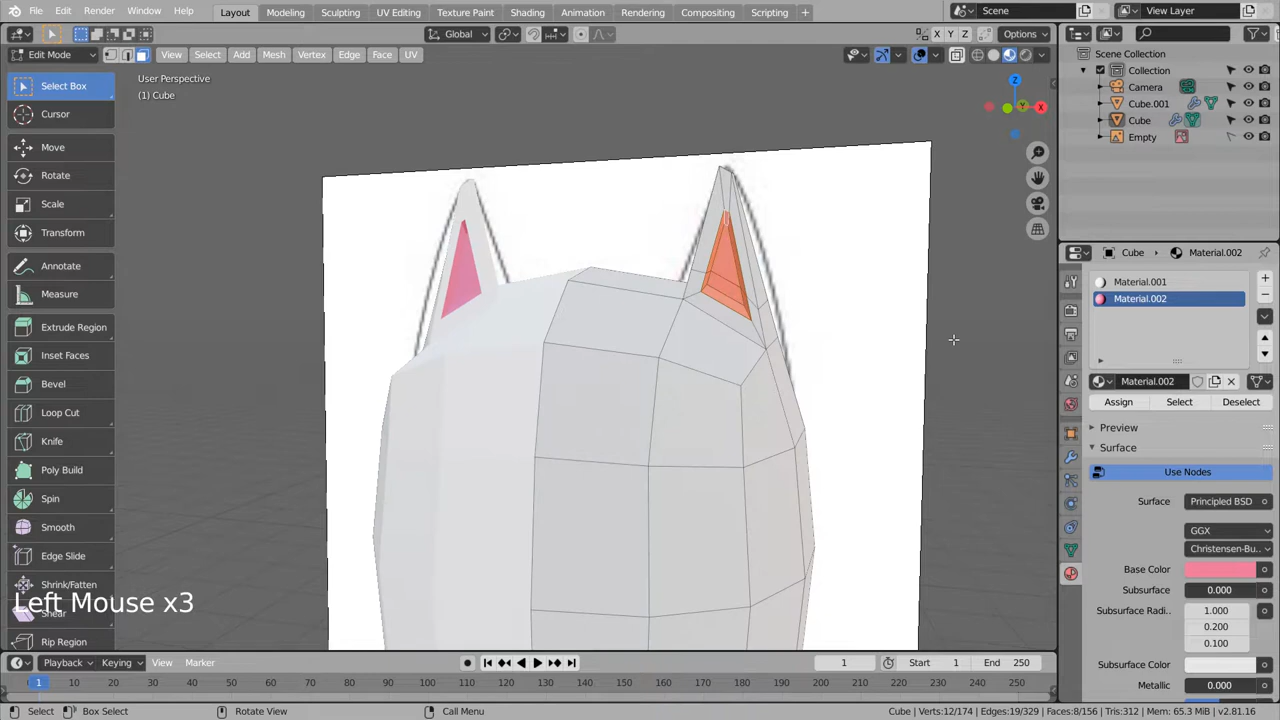 File Edit Render Window Help Layout Modeling Sculpting UV Editing Texture Paint Shading Animation Rendering Compositing Scripting + Scene View Layer
Edit Mode View Select Add Mesh Vertex Edge Face UV Global X Y Z Options
User Perspective
(1) Cube
Select Box
Cursor
Move
Rotate
Scale
Transform
Annotate
Measure
Extrude Region
Inset Faces
Bevel
Loop Cut
Knife
Poly Build
Spin
Smooth
Edge Slide
Shrink/Fatten
Shear
Rip Region
Left Mouse x3
Z
Y
X
Scene Collection
Collection
Camera
Cube.001
Cube
Empty
Cube Material.002
Material.001
Material.002
Material.002
Assign Select Deselect
Preview
Surface
Use Nodes
Surface Principled BSD
GGX
Christensen-Bu..
Base Color
Subsurface 0.000
Subsurface Radi.. 1.000
0.200
0.100
Subsurface Color
Metallic 0.000
Playback Keying View Marker 1 Start 1 End 250
1 10 20 30 40 50 60 70 80 90 100 110 120 130 140 150 160 170 180 190 200 210 220 230 240 250
Select Box Select Rotate View Call Menu Cube | Verts:12/174 | Edges:19/329 | Faces:8/156 | Tris:312 | Mem: 65.3 MiB | v2.81.16